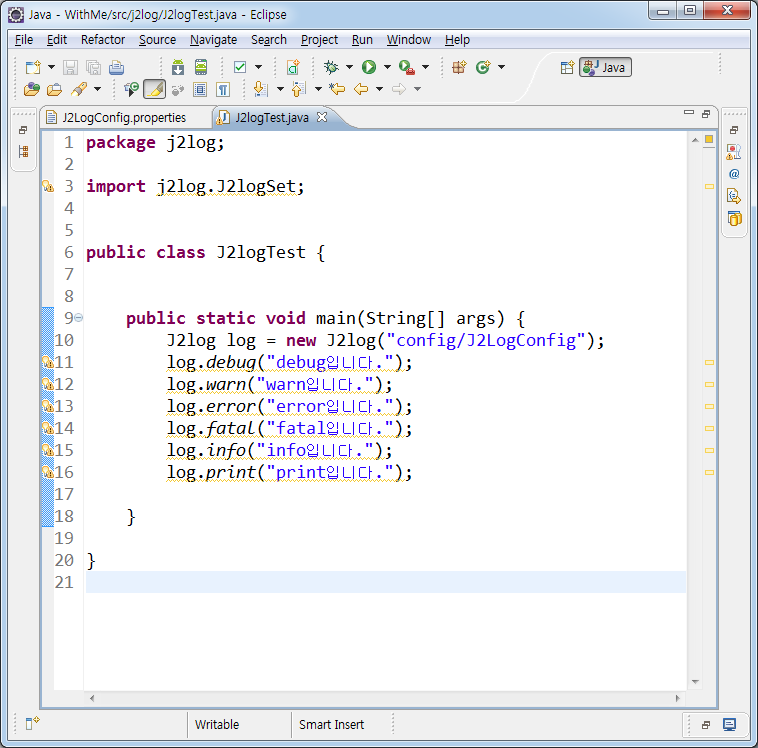 Java - WithMe/src/j2log/J2logTest.java - Eclipse
File Edit Refactor Source Navigate Search Project Run Window Help
Java
J2LogConfig.properties J2logTest.java
1 package j2log;
2
3 import j2log.J2logSet;
4
5
6 public class J2logTest {
7
8
9 public static void main(String[] args) {
10 J2log log = new J2log("config/J2LogConfig");
11 log.debug("debug입니다.");
12 log.warn("warn입니다.");
13 log.error("error입니다.");
14 log.fatal("fatal입니다.");
15 log.info("info입니다.");
16 log.print("print입니다.");
17
18 }
19
20 }
21
Writable Smart Insert